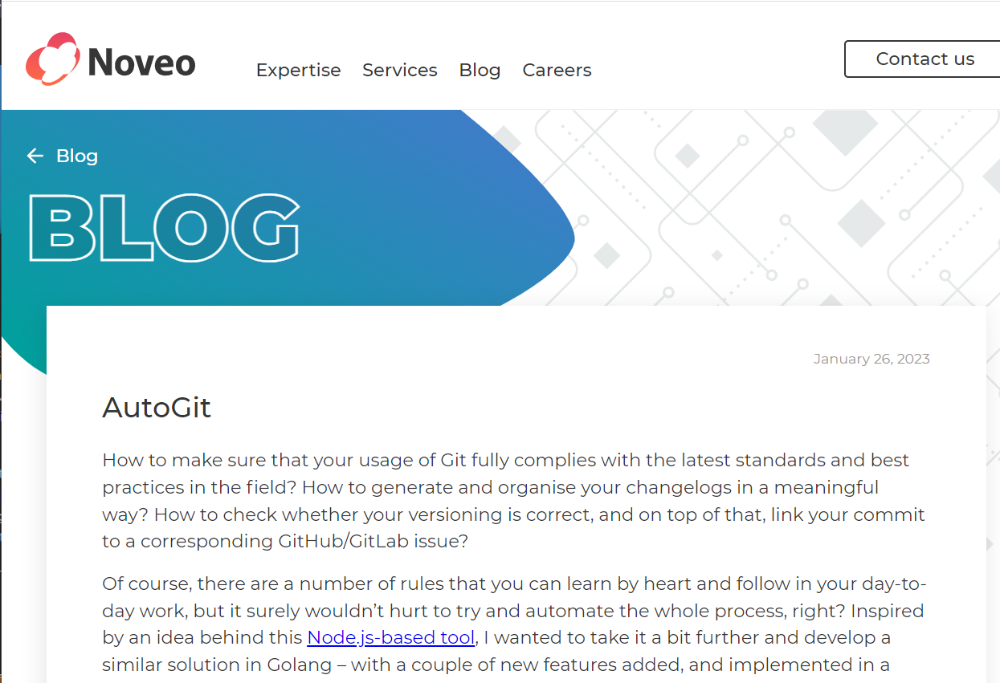 Noveo
Expertise Services Blog Careers
Contact us
← Blog
BLOG
January 26, 2023
AutoGit
How to make sure that your usage of Git fully complies with the latest standards and best
practices in the field? How to generate and organise your changelogs in a meaningful
way? How to check whether your versioning is correct, and on top of that, link your commit
to a corresponding GitHub/GitLab issue?
Of course, there are a number of rules that you can learn by heart and follow in your day-to-
day work, but it surely wouldn’t hurt to try and automate the whole process, right? Inspired
by an idea behind this Node.js-based tool, I wanted to take it a bit further and develop a
similar solution in Golang – with a couple of new features added, and implemented in a